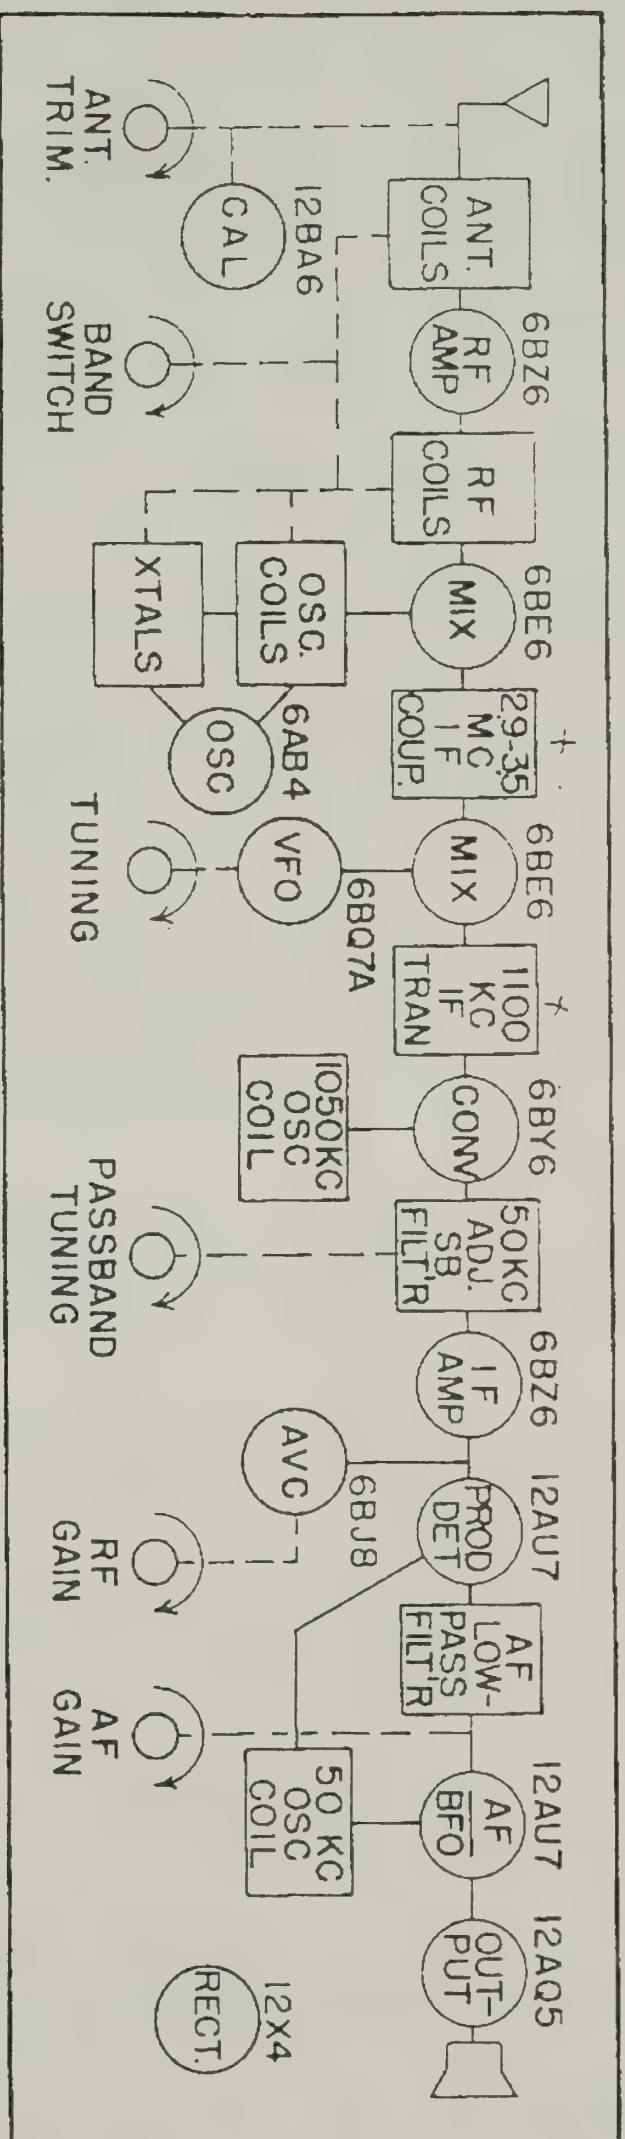 6BZ6
6BE6
6BE6
6BY6
6BZ6
12AU7
12AU7
12AQ5
ANT.
COILS
RF
AMP
RF
COILS
MIX
2.9-3.5
MC
IF
COUP.
MIX
1100
KC
IF
TRAN
CONV
50KC
ADJ.
SB
FILT'R
IF
AMP
PROD
DET
AF
LOW-
PASS
FILT'R
AF
BFO
OUT-
PUT
12BA6
CAL
OSC.
COILS
6AB4
XTALS
OSC
VFO
6BQ7A
1050KC
OSC
COIL
AVC
6BJ8
50 KC
OSC
COIL
12X4
RECT.
ANT.
TRIM.
BAND
SWITCH
TUNING
PASSBAND
TUNING
RF
GAIN
AF
GAIN